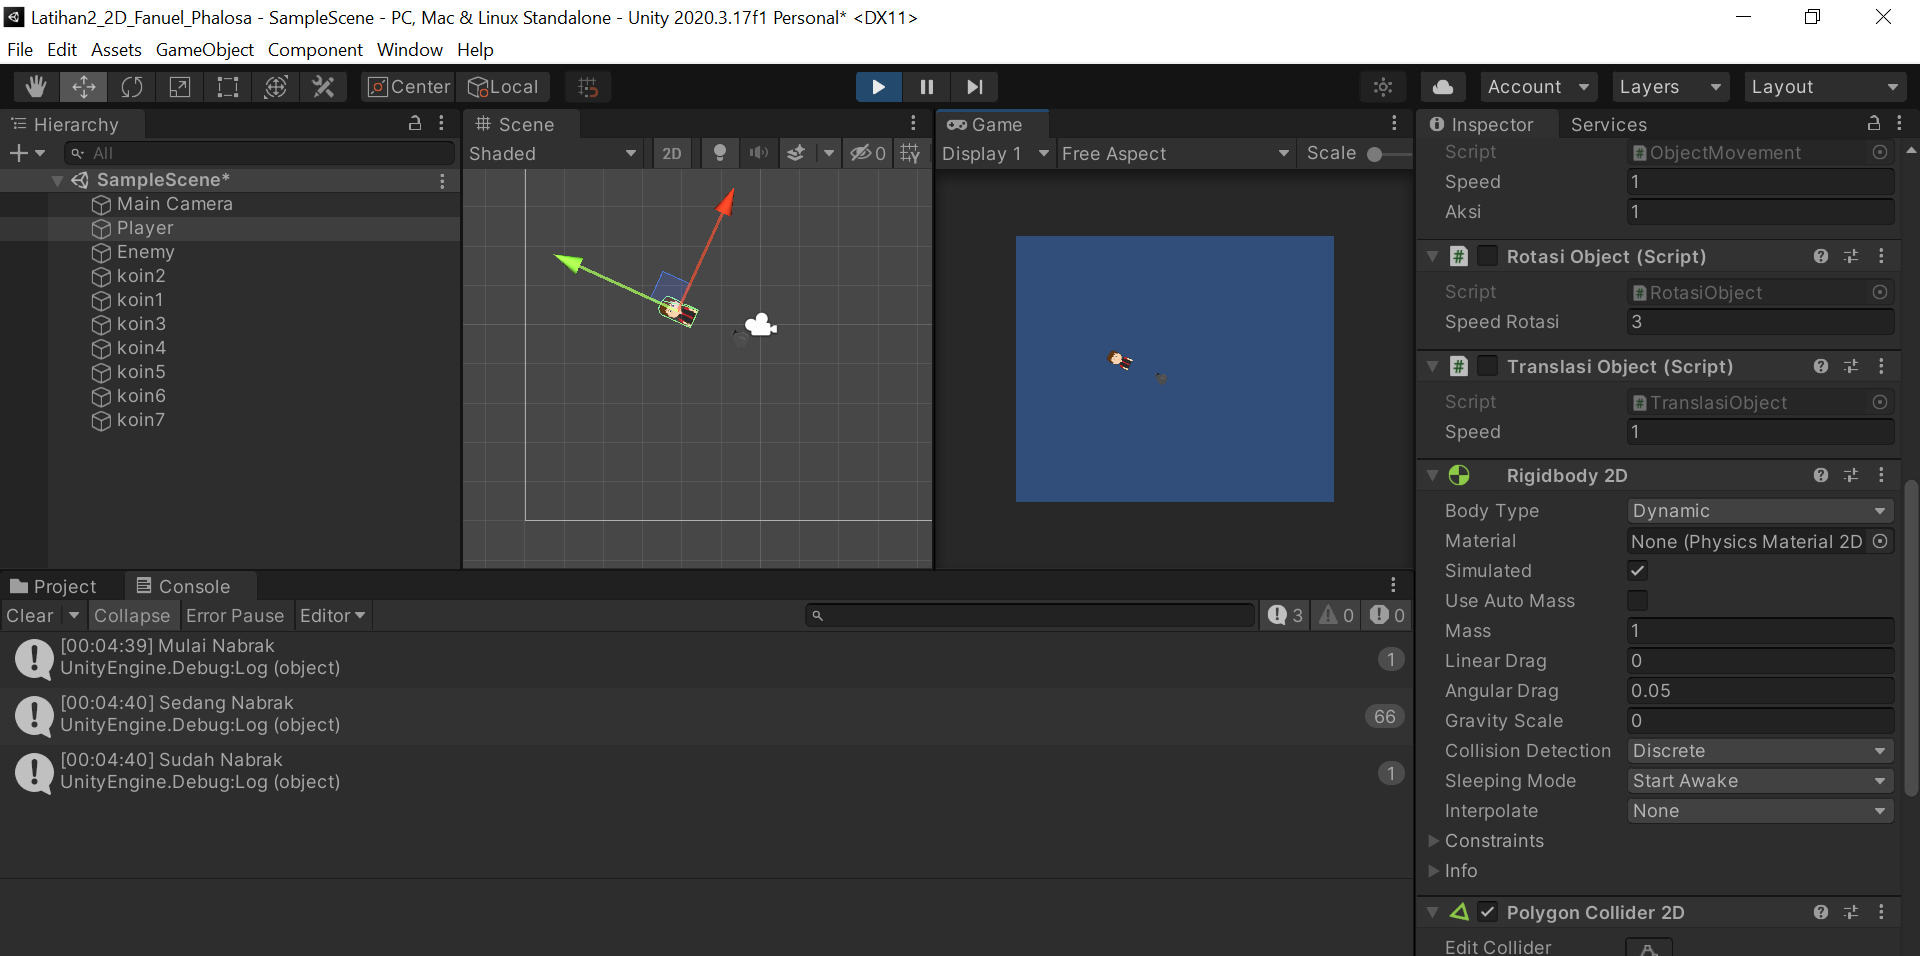 Latihan2_2D_Fanuel_Phalosa - SampleScene - PC, Mac & Linux Standalone - Unity 2020.3.17f1 Personal* <DX11>
File Edit Assets GameObject Component Window Help
Center Local Account Layers Layout
Hierarchy
All
SampleScene*
Main Camera
Player
Enemy
koin2
koin1
koin3
koin4
koin5
koin6
koin7
Scene
Shaded 2D 0
Game
Display 1 Free Aspect Scale
Project Console
Clear Collapse Error Pause Editor 3 0 0
[00:04:39] Mulai Nabrak
UnityEngine.Debug:Log (object) 1
[00:04:40] Sedang Nabrak
UnityEngine.Debug:Log (object) 66
[00:04:40] Sudah Nabrak
UnityEngine.Debug:Log (object) 1
Inspector Services
Script # ObjectMovement
Speed 1
Aksi 1
# Rotasi Object (Script)
Script # RotasiObject
Speed Rotasi 3
# Translasi Object (Script)
Script # TranslasiObject
Speed 1
Rigidbody 2D
Body Type Dynamic
Material None (Physics Material 2D
Simulated
Use Auto Mass
Mass 1
Linear Drag 0
Angular Drag 0.05
Gravity Scale 0
Collision Detection Discrete
Sleeping Mode Start Awake
Interpolate None
Constraints
Info
Polygon Collider 2D
Edit Collider